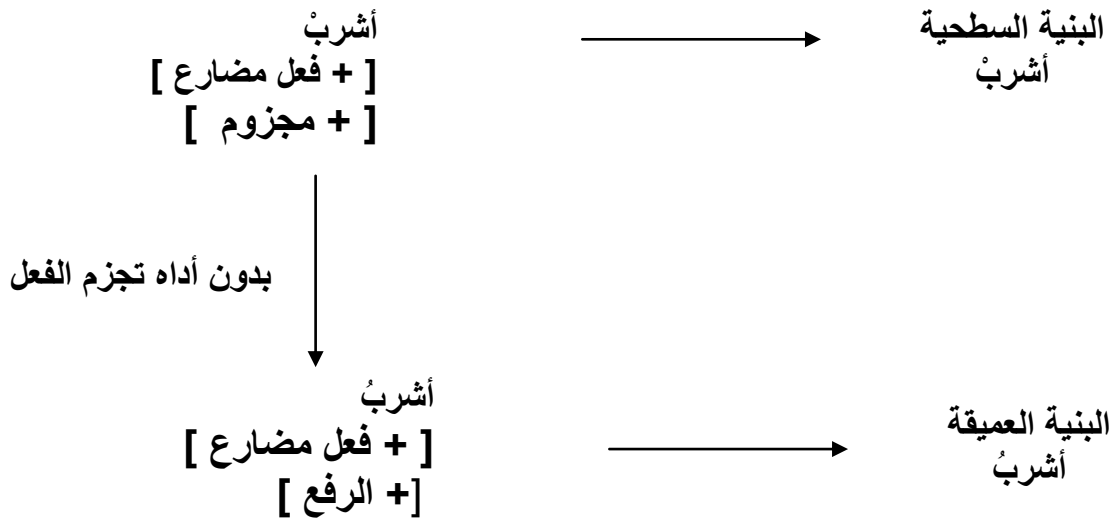 أشربْ
[ + فعل مضارع ]
[ + مجزوم ]
البنية السطحية
أشربْ
بدون أداه تجزم الفعل
أشربُ
[ + فعل مضارع ]
[+ الرفع ]
البنية العميقة
أشربُ